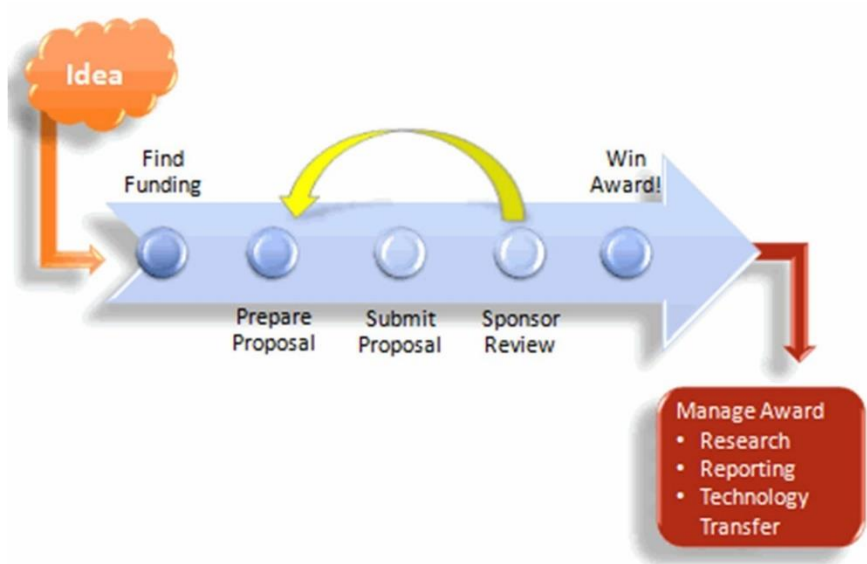 Idea
Find
Funding
Win
Award!
Prepare
Proposal
Submit
Proposal
Sponsor
Review
Manage Award
• Research
• Reporting
• Technology
Transfer